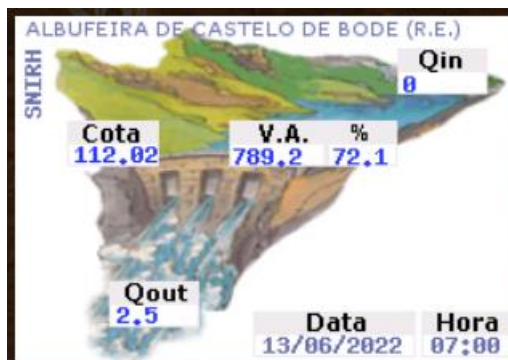 ALBUFEIRA DE CASTELO DE BODE (R.E.)
SNIRH
Qin
0
Cota V.A. %
112.02 789.2 72.1
Qout
2.5
Data Hora
13/06/2022 07:00